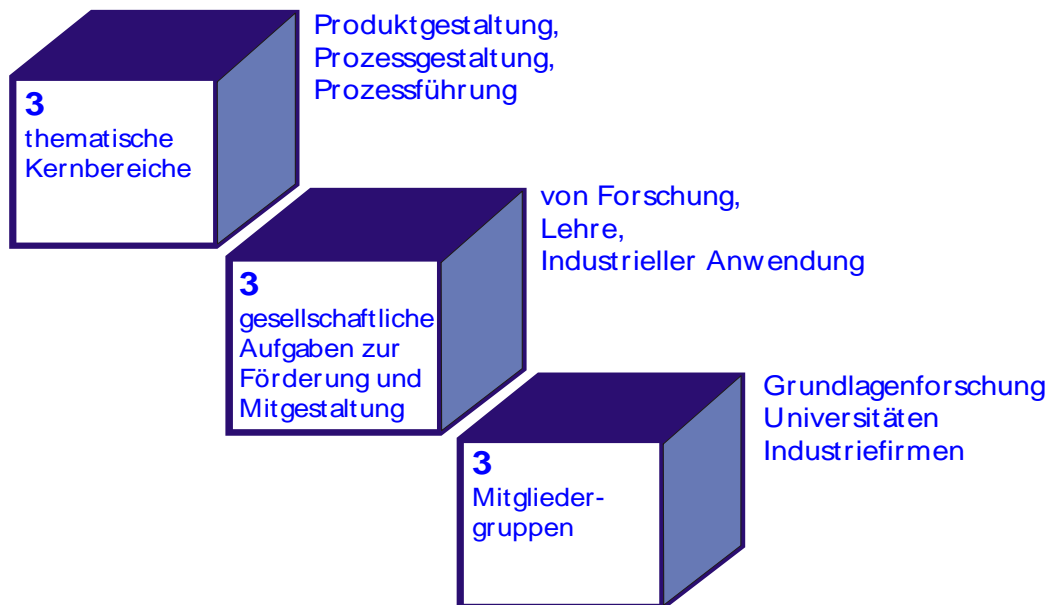 Produktgestaltung,
Prozessgestaltung,
Prozessführung
3
thematische
Kernbereiche
von Forschung,
Lehre,
Industrieller Anwendung
3
gesellschaftliche
Aufgaben zur
Förderung und
Mitgestaltung
Grundlagenforschung
Universitäten
Industriefirmen
3
Mitglieder-
gruppen